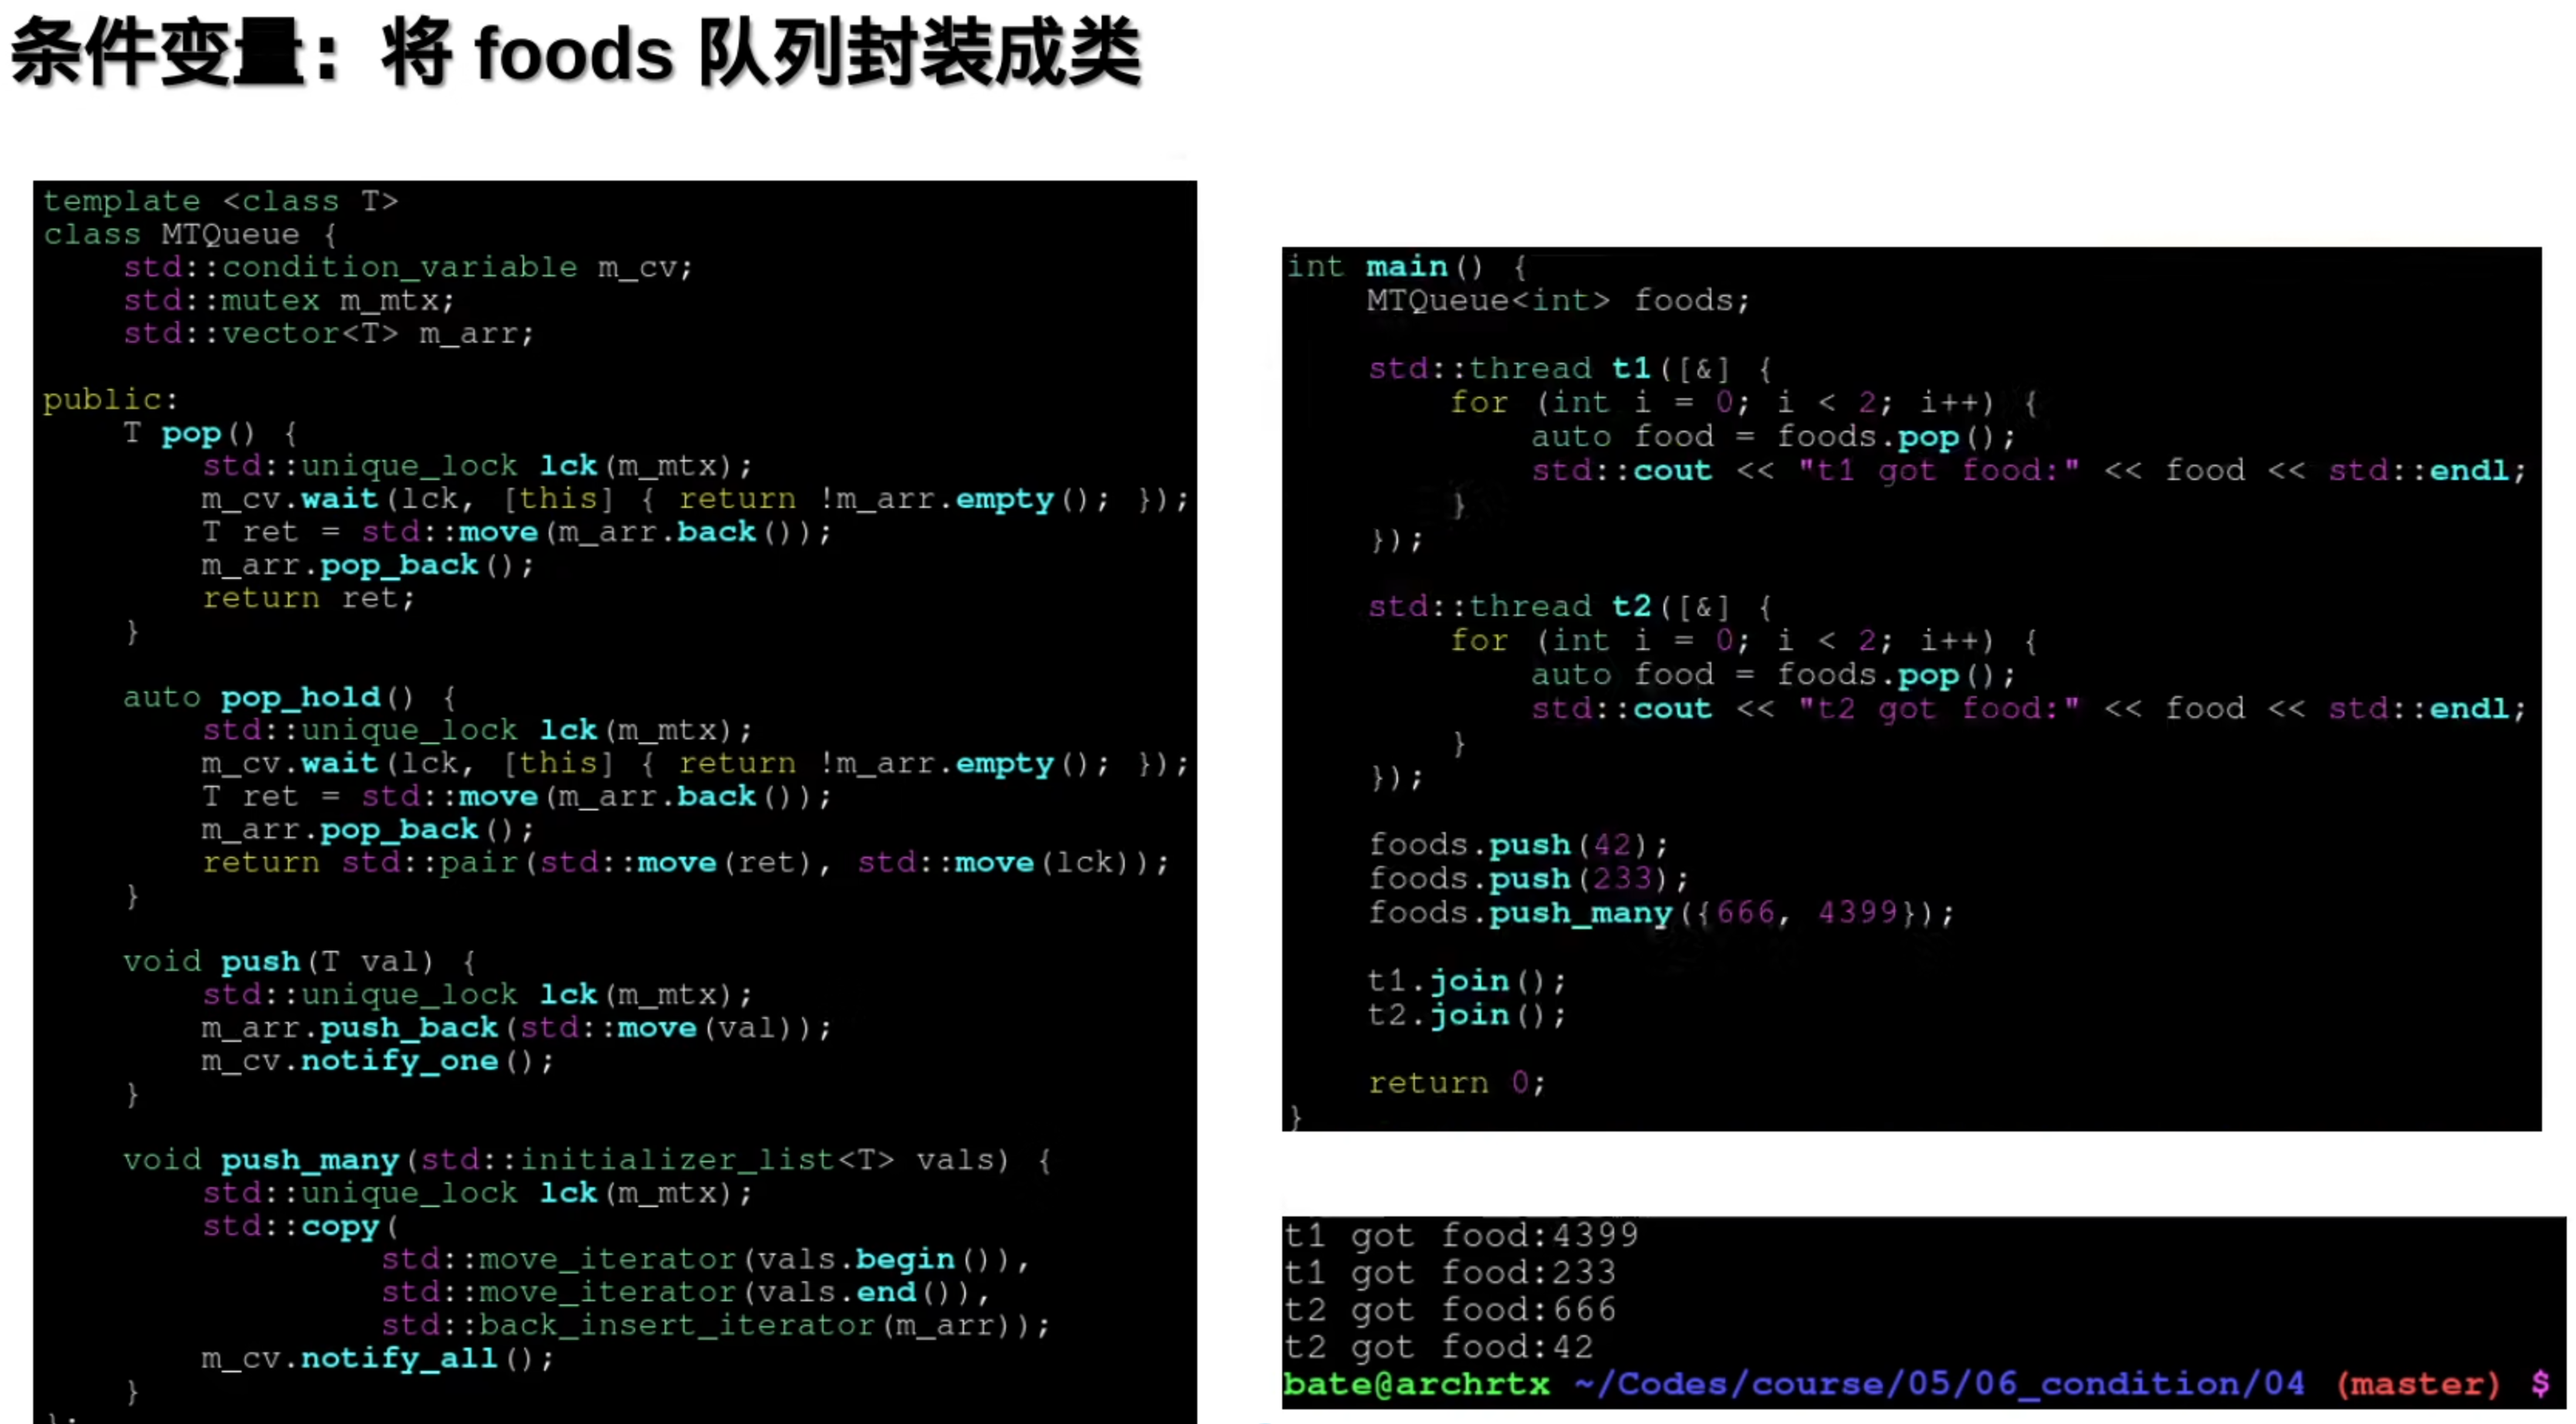 条件变量：将 foods 队列封装成类
template <class T>
class MTQueue {
    std::condition_variable m_cv;
    std::mutex m_mtx;
    std::vector<T> m_arr;
public:
    T pop() {
        std::unique_lock lck(m_mtx);
        m_cv.wait(lck, [this] { return !m_arr.empty(); });
        T ret = std::move(m_arr.back());
        m_arr.pop_back();
        return ret;
    }
    auto pop_hold() {
        std::unique_lock lck(m_mtx);
        m_cv.wait(lck, [this] { return !m_arr.empty(); });
        T ret = std::move(m_arr.back());
        m_arr.pop_back();
        return std::pair(std::move(ret), std::move(lck));
    }
    void push(T val) {
        std::unique_lock lck(m_mtx);
        m_arr.push_back(std::move(val));
        m_cv.notify_one();
    }
    void push_many(std::initializer_list<T> vals) {
        std::unique_lock lck(m_mtx);
        std::copy(
                 std::move_iterator(vals.begin()),
                 std::move_iterator(vals.end()),
                 std::back_insert_iterator(m_arr));
        m_cv.notify_all();
    }
};
int main() {
    MTQueue<int> foods;
    std::thread t1([&] {
        for (int i = 0; i < 2; i++) {
            auto food = foods.pop();
            std::cout << "t1 got food:" << food << std::endl;
        }
    });
    std::thread t2([&] {
        for (int i = 0; i < 2; i++) {
            auto food = foods.pop();
            std::cout << "t2 got food:" << food << std::endl;
        }
    });
    foods.push(42);
    foods.push(233);
    foods.push_many({666, 4399});
    t1.join();
    t2.join();
    return 0;
}
t1 got food:4399
t1 got food:233
t2 got food:666
t2 got food:42
bate@archrtx ~/Codes/course/05/06_condition/04 (master) $